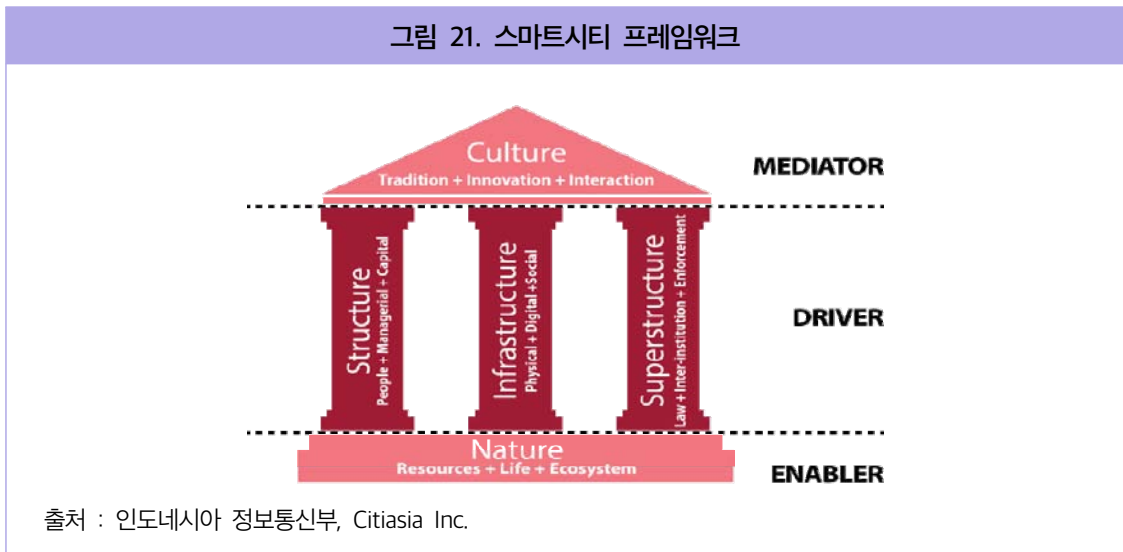 그림 21. 스마트시티 프레임워크
Culture
Tradition + Innovation + Interaction
MEDIATOR
Structure
People + Managerial + Capital
Infrastructure
Physical + Digital +Social
Superstructure
Law + Inter-institution + Enforcement
DRIVER
Nature
Resources + Life + Ecosystem
ENABLER
출처 : 인도네시아 정보통신부, Citiasia Inc.